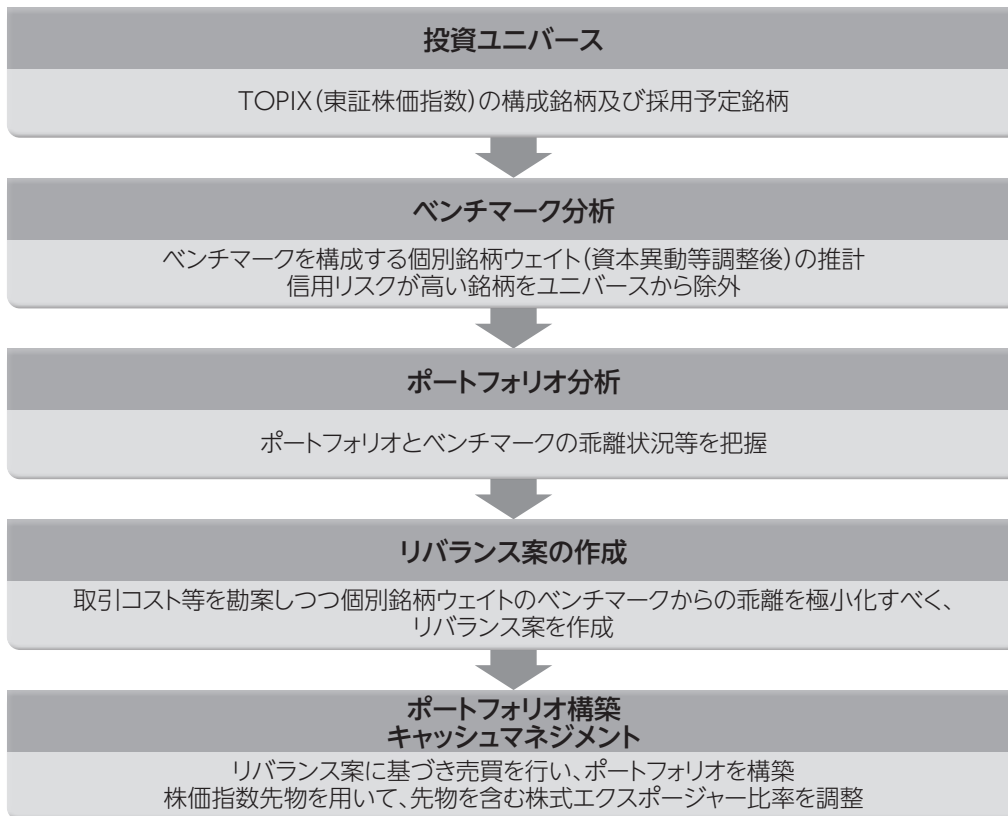 投資ユニバース
TOPIX(東証株価指数)の構成銘柄及び採用予定銘柄
ベンチマーク分析
ベンチマークを構成する個別銘柄ウェイト(資本異動等調整後)の推計
信用リスクが高い銘柄をユニバースから除外
ポートフォリオ分析
ポートフォリオとベンチマークの乖離状況等を把握
リバランス案の作成
取引コスト等を勘案しつつ個別銘柄ウェイトのベンチマークからの乖離を極小化すべく、
リバランス案を作成
ポートフォリオ構築
キャッシュマネジメント
リバランス案に基づき売買を行い、ポートフォリオを構築
株価指数先物を用いて、先物を含む株式エクスポージャー比率を調整